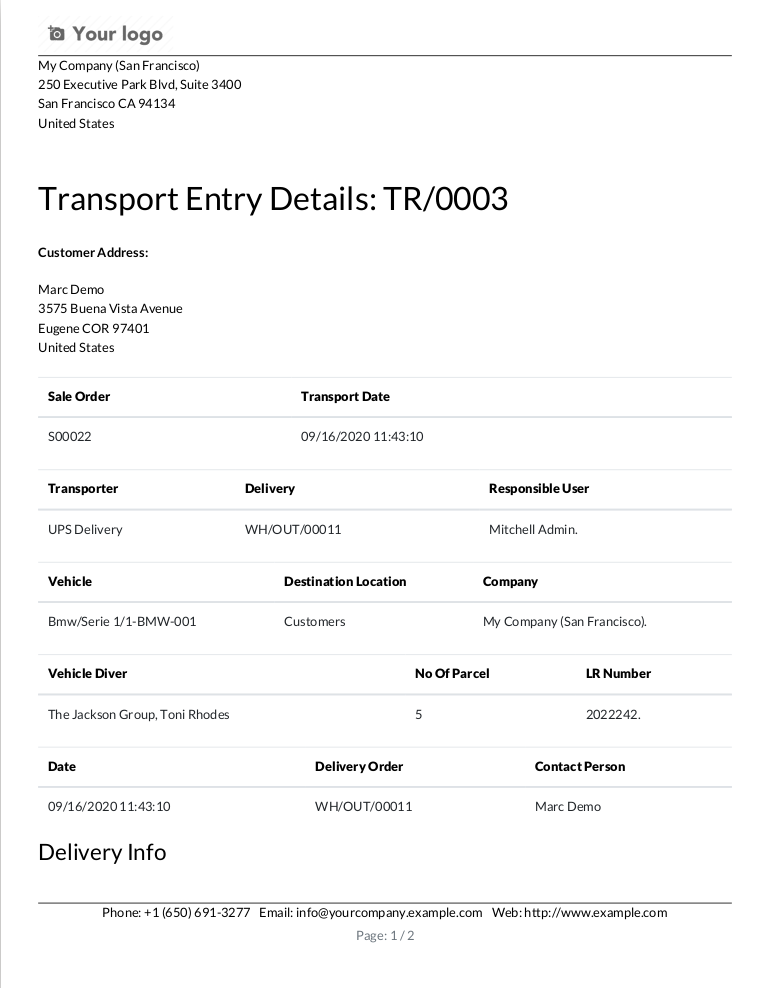 Your logo
My Company (San Francisco)
250 Executive Park Blvd, Suite 3400
San Francisco CA 94134
United States
Transport Entry Details: TR/0003
Customer Address:
Marc Demo
3575 Buena Vista Avenue
Eugene COR 97401
United States
Sale Order Transport Date
S00022 09/16/2020 11:43:10
Transporter Delivery Responsible User
UPS Delivery WH/OUT/00011 Mitchell Admin.
Vehicle Destination Location Company
Bmw/Serie 1/1-BMW-001 Customers My Company (San Francisco).
Vehicle Diver No Of Parcel LR Number
The Jackson Group, Toni Rhodes 5 2022242.
Date Delivery Order Contact Person
09/16/2020 11:43:10 WH/OUT/00011 Marc Demo
Delivery Info
Phone: +1 (650) 691-3277 Email: info@yourcompany.example.com Web: http://www.example.com
Page: 1 / 2